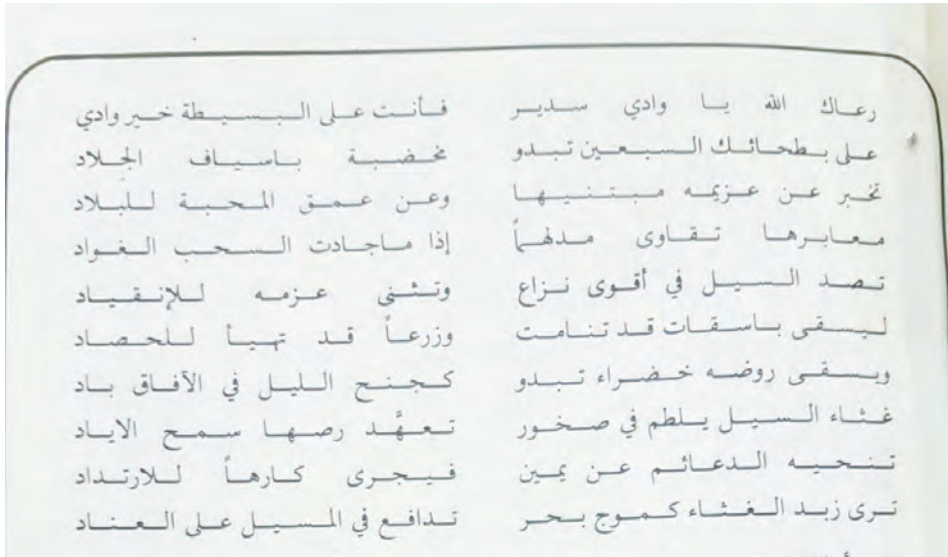 رعاك الله يا وادي سدير فأنت على البسيطة خير وادي
على بطحائك السبعين تبدو مخضبة باسياف الجلاد
تخبر عن عزيمه مبتنيها وعن عمق المحبة للبلاد
معابرها تقاوى مدلهماً إذا ماجادت السحب الغواد
تصد السيل في أقوى نزاع وتثنى عزمه للإنقياد
ليسقى باسقات قد تنامت وزرعاً قد تهيأ للحصاد
ويسقى روضه خضراء تبدو كجنح الليل في الآفاق باد
غثاء السيل يلطم في صخور تعهَّد رصها سمح الاياد
تنحيه الدعائم عن يمين فيجرى كارهاً للارتداد
ترى زبد الغثاء كموج بحر تدافع في المسيل على العناد